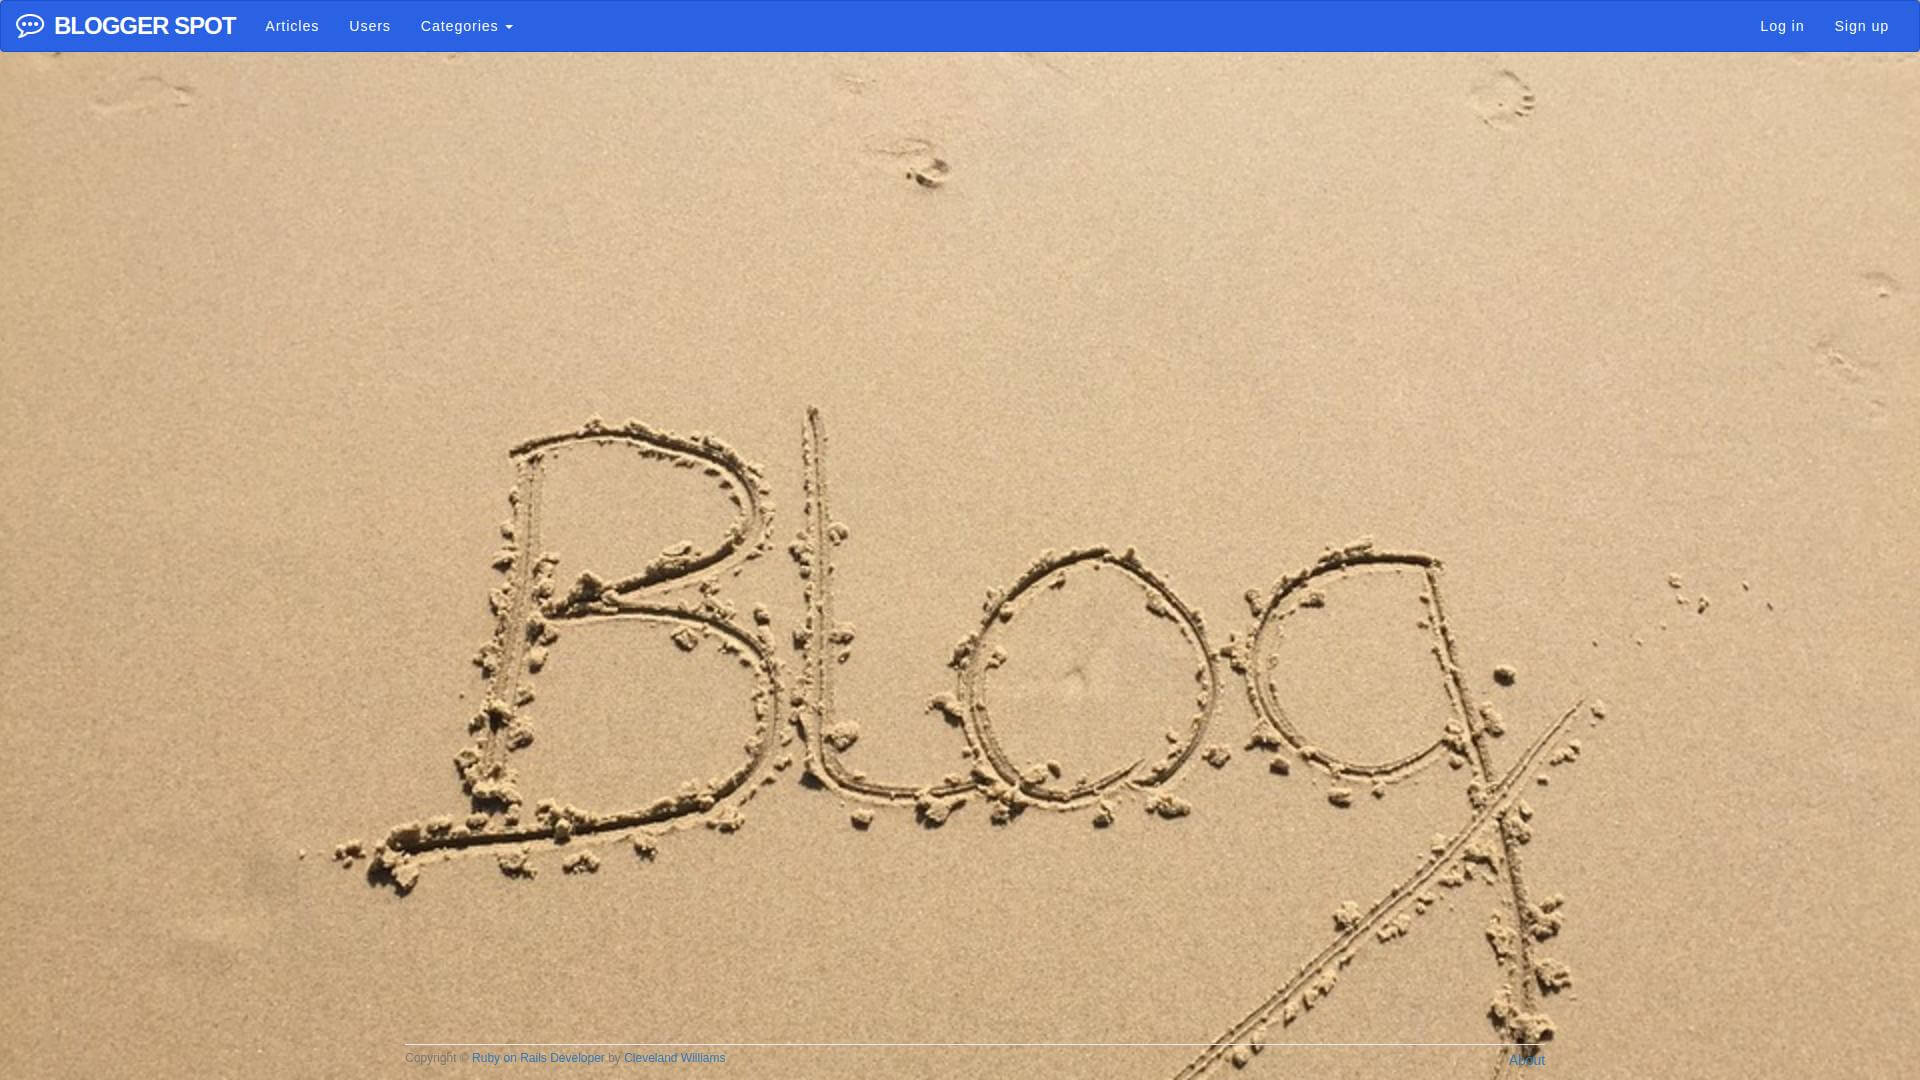 BLOGGER SPOT Articles Users Categories Log in Sign up
Blog
Copyright © Ruby on Rails Developer by Cleveland Williams About